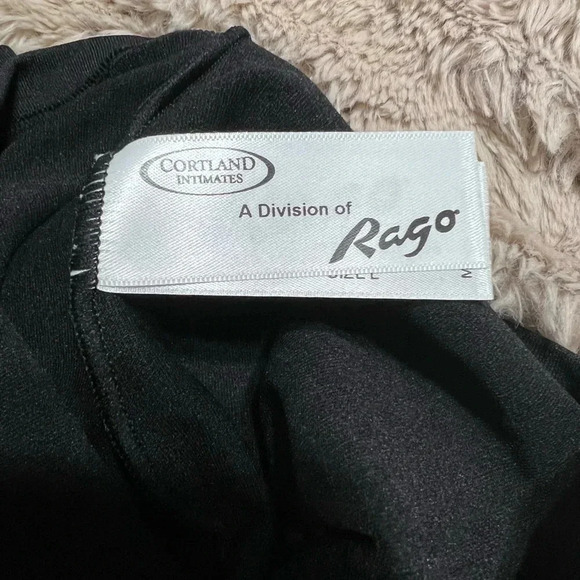 CORTLAND
INTIMATES
A Division of
Rago